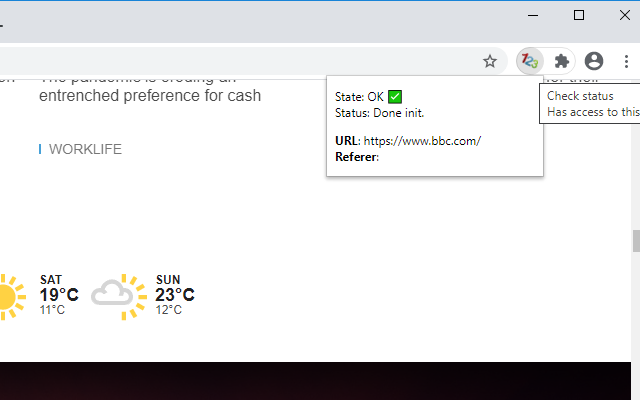 The pandemic is eroding an
entrenched preference for cash
for their
WORKLIFE
State: OK ✅
Status: Done init.
URL: https://www.bbc.com/
Referer:
123
Check status
Has access to this
SAT
19°C
11°C
SUN
23°C
12°C